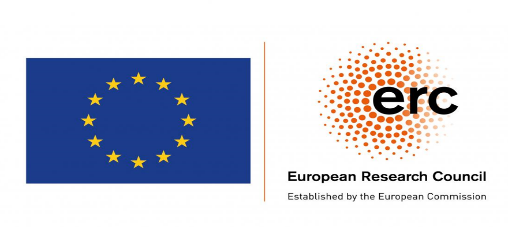 erc
European Research Council
Established by the European Commission